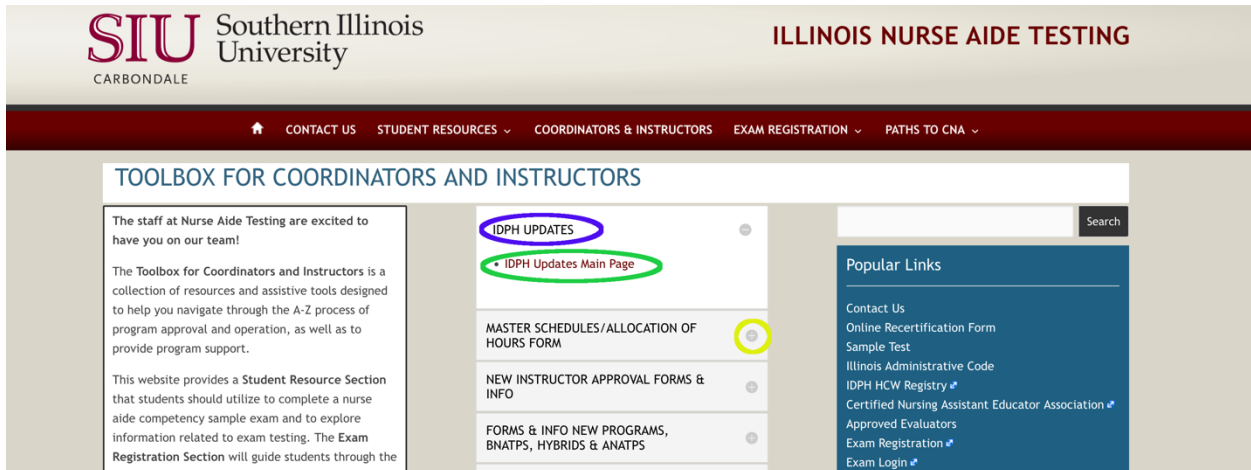 SIU Southern Illinois
University
CARBONDALE
ILLINOIS NURSE AIDE TESTING
CONTACT US STUDENT RESOURCES COORDINATORS & INSTRUCTORS EXAM REGISTRATION PATHS TO CNA
TOOLBOX FOR COORDINATORS AND INSTRUCTORS
The staff at Nurse Aide Testing are excited to
have you on our team!
The Toolbox for Coordinators and Instructors is a
collection of resources and assistive tools designed
to help you navigate through the A-Z process of
program approval and operation, as well as to
provide program support.
This website provides a Student Resource Section
that students should utilize to complete a nurse
aide competency sample exam and to explore
information related to exam testing. The Exam
Registration Section will guide students through the
IDPH UPDATES
• IDPH Updates Main Page
MASTER SCHEDULES/ALLOCATION OF
HOURS FORM
NEW INSTRUCTOR APPROVAL FORMS &
INFO
FORMS & INFO NEW PROGRAMS,
BNATPS, HYBRIDS & ANATPS
Search
Popular Links
Contact Us
Online Recertification Form
Sample Test
Illinois Administrative Code
IDPH HCW Registry
Certified Nursing Assistant Educator Association
Approved Evaluators
Exam Registration
Exam Login